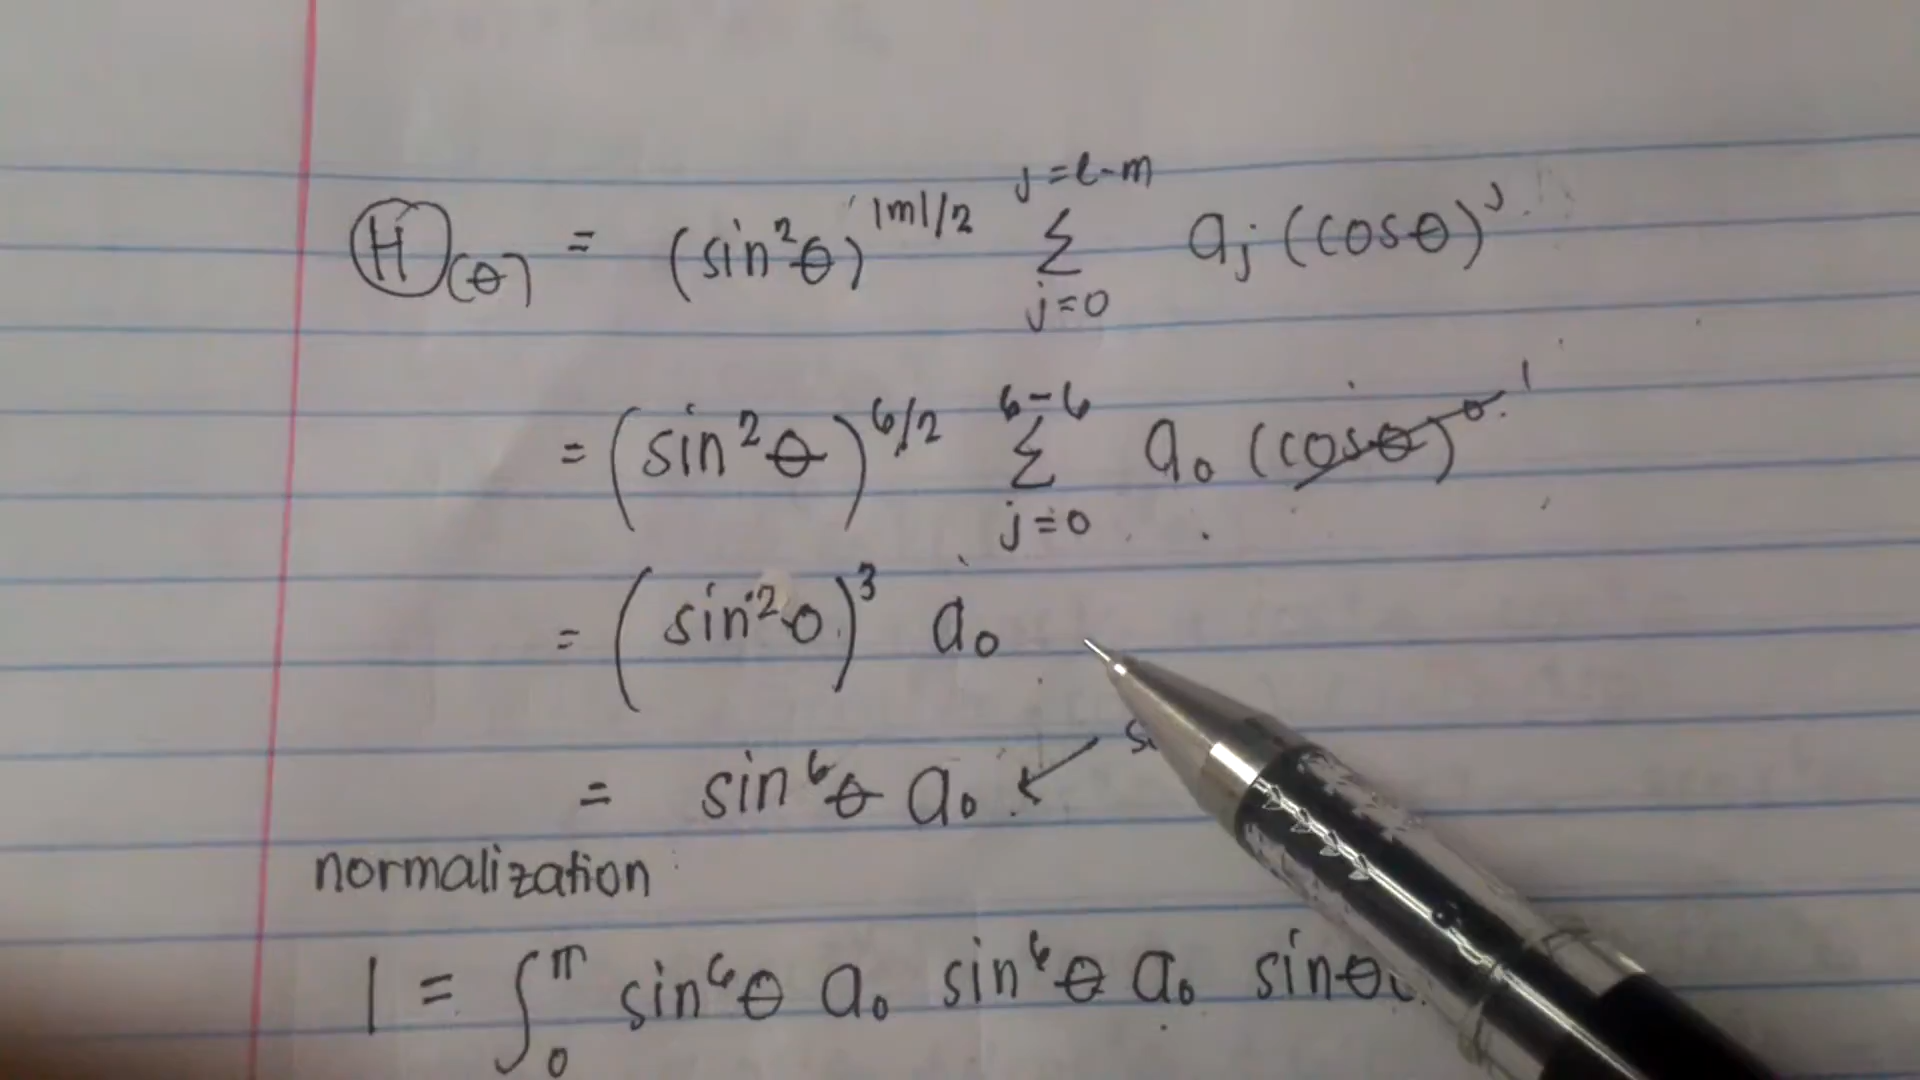 Ⓗ(θ) = (sin²θ)^|m|/2 Σ_{j=0}^{j=l-m} a_j (cosθ)^j
= (sin²θ)^6/2 Σ_{j=0}^{6-6} a₀ (cosθ)^0 1
= (sin²θ)³ a₀
= sin⁶θ a₀
normalization
1 = ∫₀^π sin⁶θ a₀ sin⁶θ a₀ sinθ